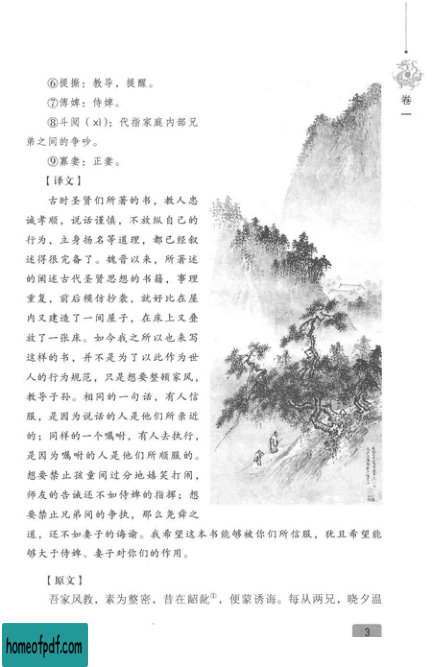 卷一
⑥提撕：教导，提醒。
⑦傅婢：侍婢。
⑧斗阋（xì）：代指家庭内部兄
弟之间的争吵。
⑨寡妻：正妻。
【译文】
古时圣贤们所著的书，教人忠
诚孝顺，说话谨慎，不放纵自己的
行为，立身扬名等道理，都已经叙
述得很完备了。魏晋以来，所著述
的阐述古代圣贤思想的书籍，事理
重复，前后模仿抄袭，就好比在屋
内又建造了一间屋子，在床上又叠
放了一张床。如今我之所以也来写
这样的书，并不是为了以此作为世
人的行为规范，只是想要整顿家风，
教导子孙。相同的一句话，有人信
服，是因为说话的人是他们所亲近
的；同样的一个嘱咐，有人去执行，
是因为嘱咐的人是他们所顺服的。
想要禁止孩童间过分地嬉笑打闹，
师友的告诫还不如侍婢的指挥；想
要禁止兄弟间的争执，那么尧舜之
道，还不如妻子的诲谕。我希望这本书能够被你们所信服，犹且希望能
够大于侍婢、妻子对你们的作用。
【原文】
吾家风教，素为整密，昔在龆龀①，便蒙诱诲。每从两兄，晓夕温
3
homeofpdf.com